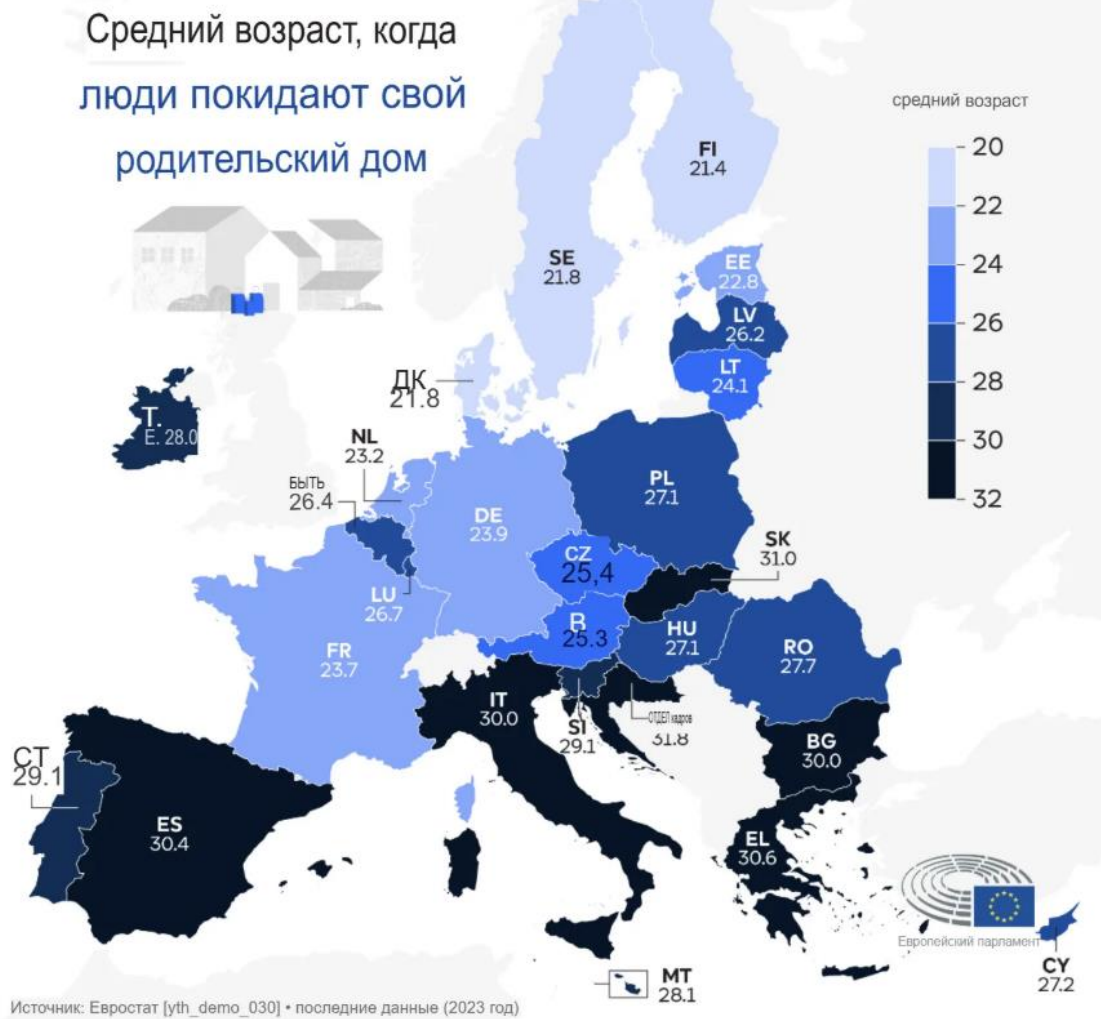 Средний возраст, когда
люди покидают свой
родительский дом
средний возраст
20
22
24
26
28
30
32
FI
21.4
SE
21.8
EE
22.8
LV
26.2
LT
24.1
ДК
21.8
Т.
Е. 28.0
NL
23.2
БЫТЬ
26.4
DE
23.9
PL
27.1
CZ
25,4
SK
31.0
LU
26.7
В
25.3
HU
27.1
RO
27.7
FR
23.7
IT
30.0
SI
29.1
ОТДЕЛ кадров
31.8
BG
30.0
СТ
29.1
ES
30.4
EL
30.6
Европейский парламент
CY
27.2
MT
28.1
Источник: Евростат [yth_demo_030] • последние данные (2023 год)